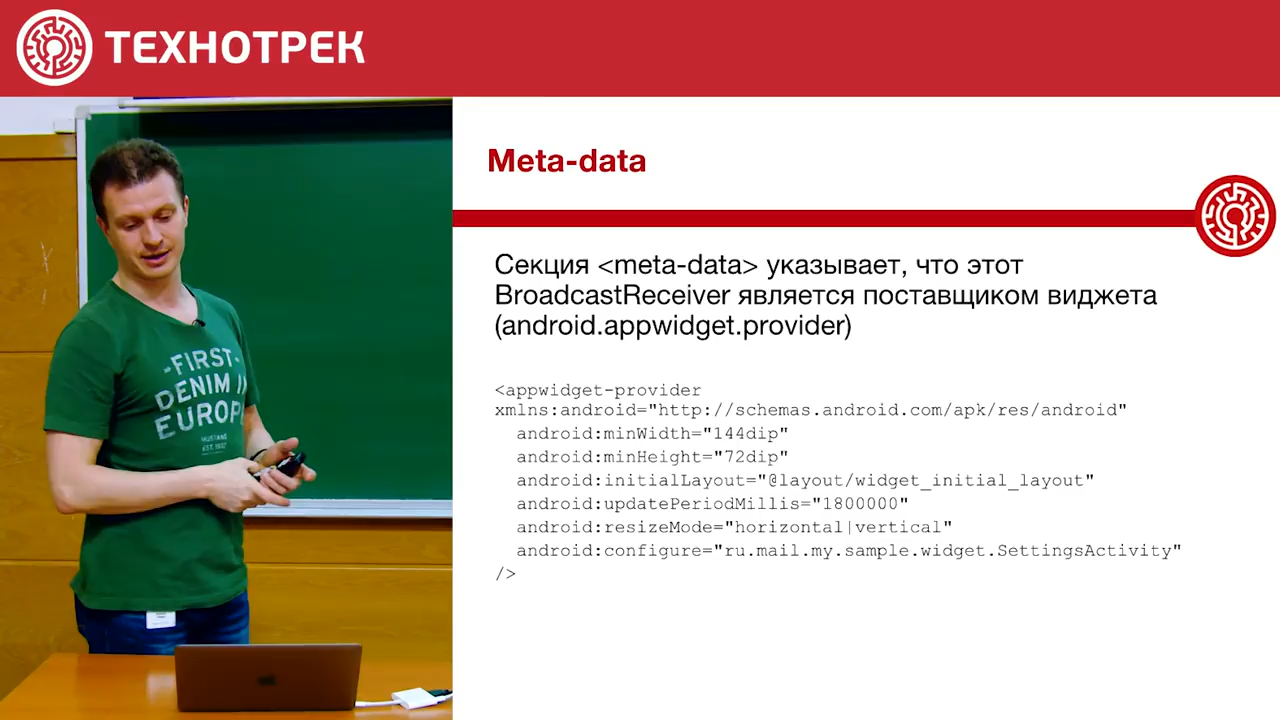 ТЕХНОТРЕК
Meta-data
Секция <meta-data> указывает, что этот
BroadcastReceiver является поставщиком виджета
(android.appwidget.provider)
<appwidget-provider
xmlns:android="http://schemas.android.com/apk/res/android"
android:minWidth="144dip"
android:minHeight="72dip"
android:initialLayout="@layout/widget_initial_layout"
android:updatePeriodMillis="1800000"
android:resizeMode="horizontal|vertical"
android:configure="ru.mail.my.sample.widget.SettingsActivity"
/>
FIRST
DENIM IN
EUROPE
MUSTANG